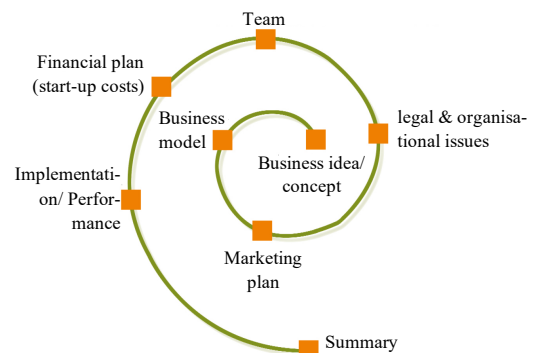 Team
Financial plan
(start-up costs)
Business
model
legal & organisa-
tional issues
Business idea/
concept
Implementati-
on/ Perfor-
mance
Marketing
plan
Summary